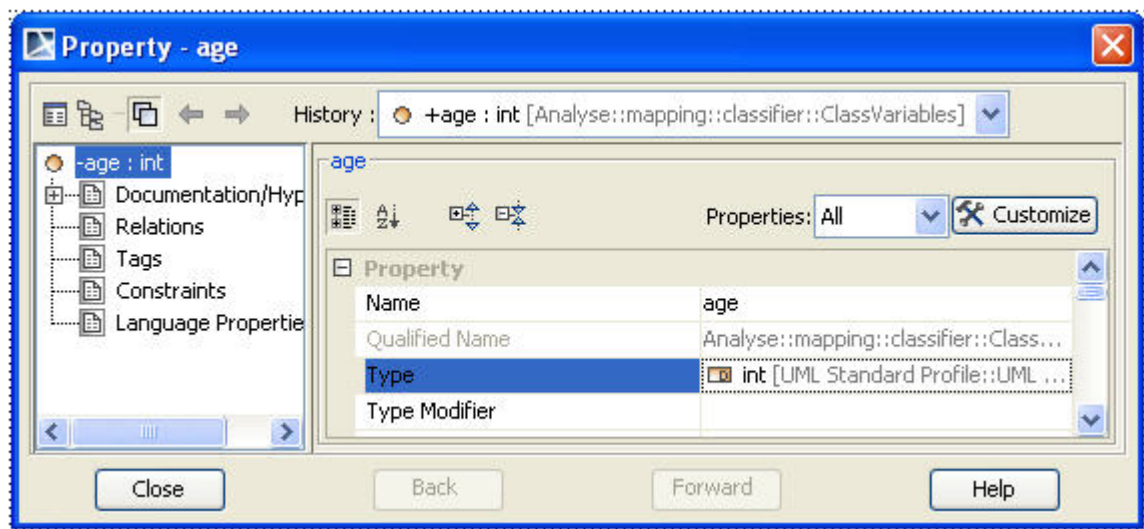 Property - age
History : +age : int [Analyse::mapping::classifier::ClassVariables]
-age : int
Documentation/Hyp
Relations
Tags
Constraints
Language Propertie
age
Properties: All Customize
Property
Name age
Qualified Name Analyse::mapping::classifier::Class...
Type int [UML Standard Profile::UML ...
Type Modifier
Close Back Forward Help